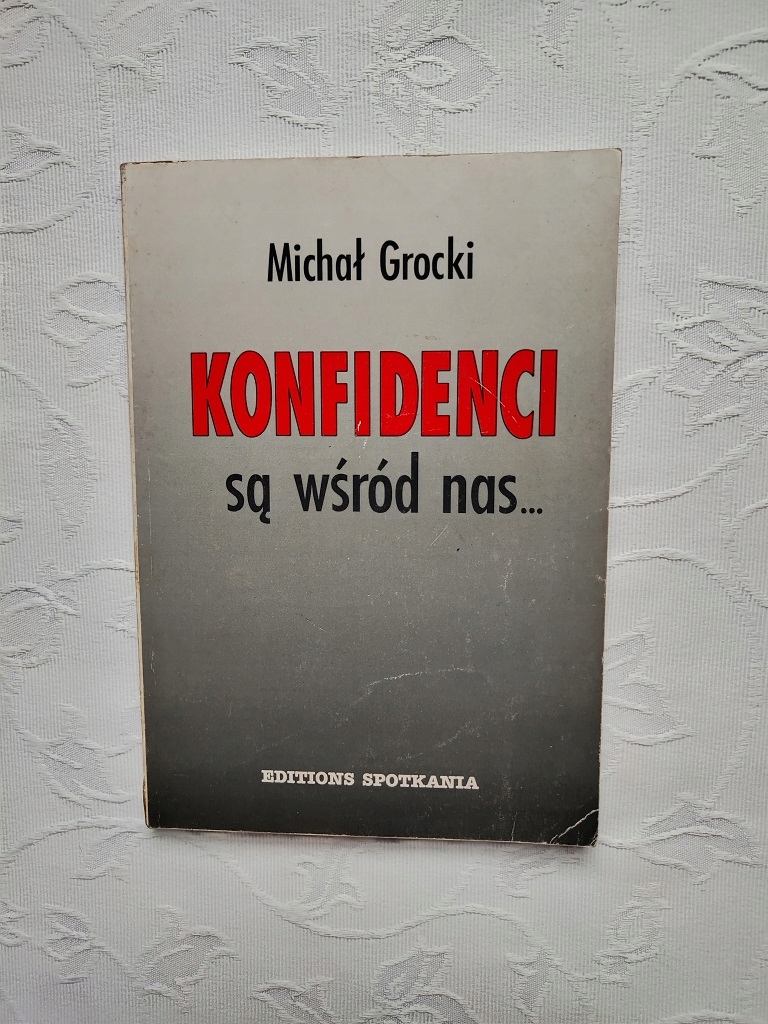 Michał Grocki
KONFIDENCI
są wśród nas...
EDITIONS SPOTKANIA